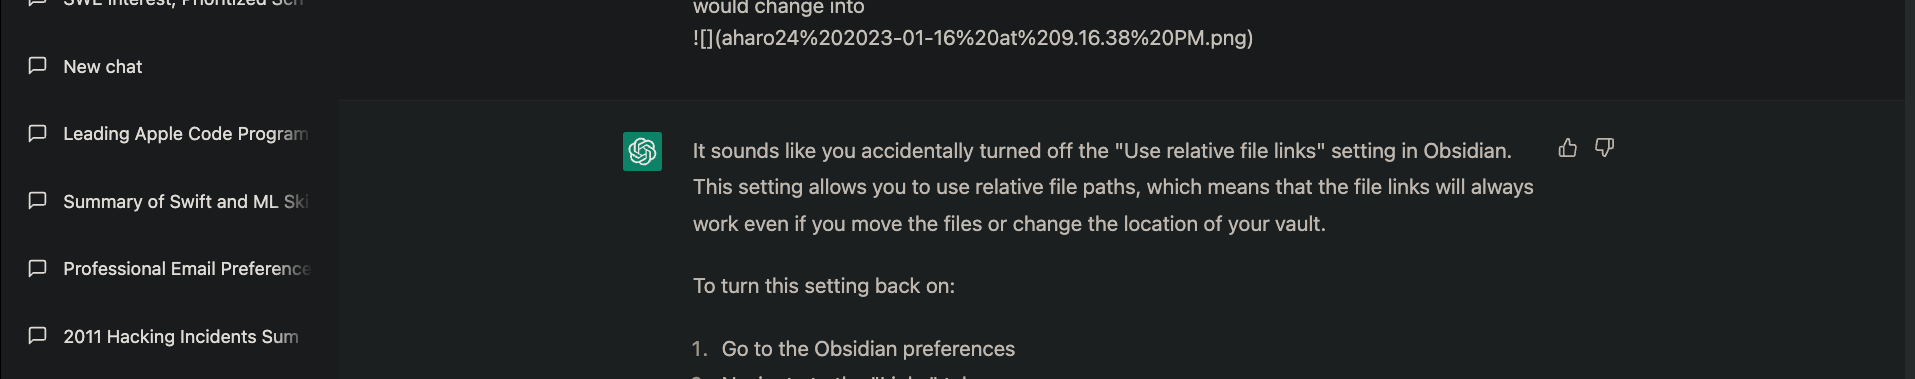 SWE Interest, Prioritized Sch
New chat
Leading Apple Code Program
Summary of Swift and ML Ski
Professional Email Preference
2011 Hacking Incidents Sum
would change into
![](aharo24%202023-01-16%20at%209.16.38%20PM.png)
It sounds like you accidentally turned off the "Use relative file links" setting in Obsidian.
This setting allows you to use relative file paths, which means that the file links will always
work even if you move the files or change the location of your vault.
To turn this setting back on:
1. Go to the Obsidian preferences